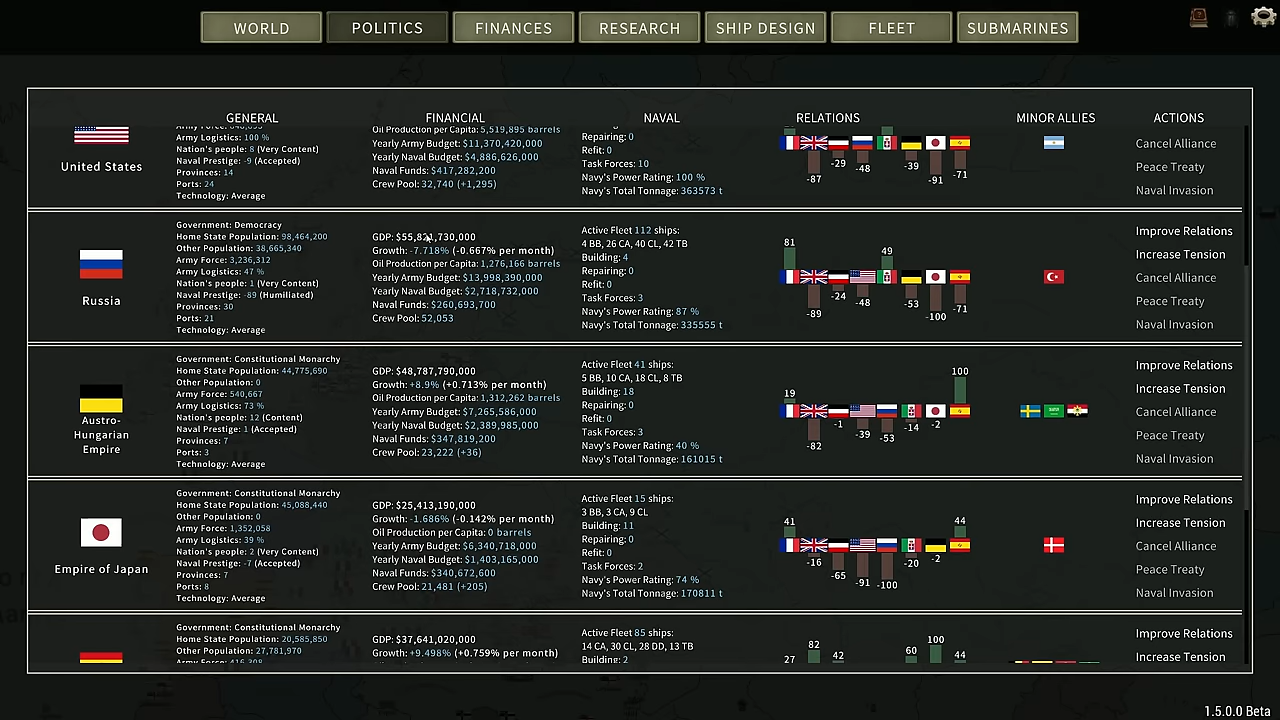 WORLD POLITICS FINANCES RESEARCH SHIP DESIGN FLEET SUBMARINES
GENERAL FINANCIAL NAVAL RELATIONS MINOR ALLIES ACTIONS
United States
Army Logistics: 100 %
Nation's people: 8 (Very Content)
Naval Prestige: -9 (Accepted)
Provinces: 14
Ports: 24
Technology: Average
Oil Production per Capita: 5,519,895 barrels
Yearly Army Budget: $11,370,420,000
Yearly Naval Budget: $4,886,626,000
Naval Funds: $417,282,200
Crew Pool: 32,740 (+1,295)
Repairing: 0
Refit: 0
Task Forces: 10
Navy's Power Rating: 100 %
Navy's Total Tonnage: 363573 t
-87 -29 -48 -39 -91 -71
Cancel Alliance
Peace Treaty
Naval Invasion
Russia
Government: Democracy
Home State Population: 98,464,200
Other Population: 38,665,340
Army Force: 3,236,312
Army Logistics: 47 %
Nation's people: 1 (Very Content)
Naval Prestige: -89 (Humiliated)
Provinces: 30
Ports: 21
Technology: Average
GDP: $55,821,730,000
Growth: -7.718% (-0.667% per month)
Oil Production per Capita: 1,276,166 barrels
Yearly Army Budget: $13,998,390,000
Yearly Naval Budget: $2,718,732,000
Naval Funds: $260,693,700
Crew Pool: 52,053
Active Fleet 112 ships:
4 BB, 26 CA, 40 CL, 42 TB
Building: 4
Repairing: 0
Refit: 0
Task Forces: 3
Navy's Power Rating: 87 %
Navy's Total Tonnage: 335555 t
81 49
-89 -24 -48 -53 -100 -71
Improve Relations
Increase Tension
Cancel Alliance
Peace Treaty
Naval Invasion
Austro-
Hungarian
Empire
Government: Constitutional Monarchy
Home State Population: 44,775,690
Other Population: 0
Army Force: 540,667
Army Logistics: 73 %
Nation's people: 12 (Content)
Naval Prestige: 1 (Accepted)
Provinces: 7
Ports: 3
Technology: Average
GDP: $48,787,790,000
Growth: +8.9% (+0.713% per month)
Oil Production per Capita: 1,312,262 barrels
Yearly Army Budget: $7,265,586,000
Yearly Naval Budget: $2,389,985,000
Naval Funds: $347,819,200
Crew Pool: 23,222 (+36)
Active Fleet 41 ships:
5 BB, 10 CA, 18 CL, 8 TB
Building: 18
Repairing: 0
Refit: 0
Task Forces: 3
Navy's Power Rating: 40 %
Navy's Total Tonnage: 161015 t
19 100
-82 -1 -39 -53 -14 -2
Improve Relations
Increase Tension
Cancel Alliance
Peace Treaty
Naval Invasion
Empire of Japan
Government: Constitutional Monarchy
Home State Population: 45,088,440
Other Population: 0
Army Force: 1,352,058
Army Logistics: 39 %
Nation's people: 2 (Very Content)
Naval Prestige: -7 (Accepted)
Provinces: 7
Ports: 8
Technology: Average
GDP: $25,413,190,000
Growth: -1.686% (-0.142% per month)
Oil Production per Capita: 0 barrels
Yearly Army Budget: $6,340,718,000
Yearly Naval Budget: $1,403,165,000
Naval Funds: $340,672,600
Crew Pool: 21,481 (+205)
Active Fleet 15 ships:
3 BB, 3 CA, 9 CL
Building: 11
Repairing: 0
Refit: 0
Task Forces: 2
Navy's Power Rating: 74 %
Navy's Total Tonnage: 170811 t
41 44
-16 -65 -91 -100 -20 -2
Improve Relations
Increase Tension
Cancel Alliance
Peace Treaty
Naval Invasion
Government: Constitutional Monarchy
Home State Population: 20,585,850
Other Population: 27,781,970
GDP: $37,641,020,000
Growth: +9.498% (+0.759% per month)
Active Fleet 85 ships:
14 CA, 30 CL, 28 DD, 13 TB
Building: 2
27 82 42 60 100 44
Improve Relations
Increase Tension
1.5.0.0 Beta